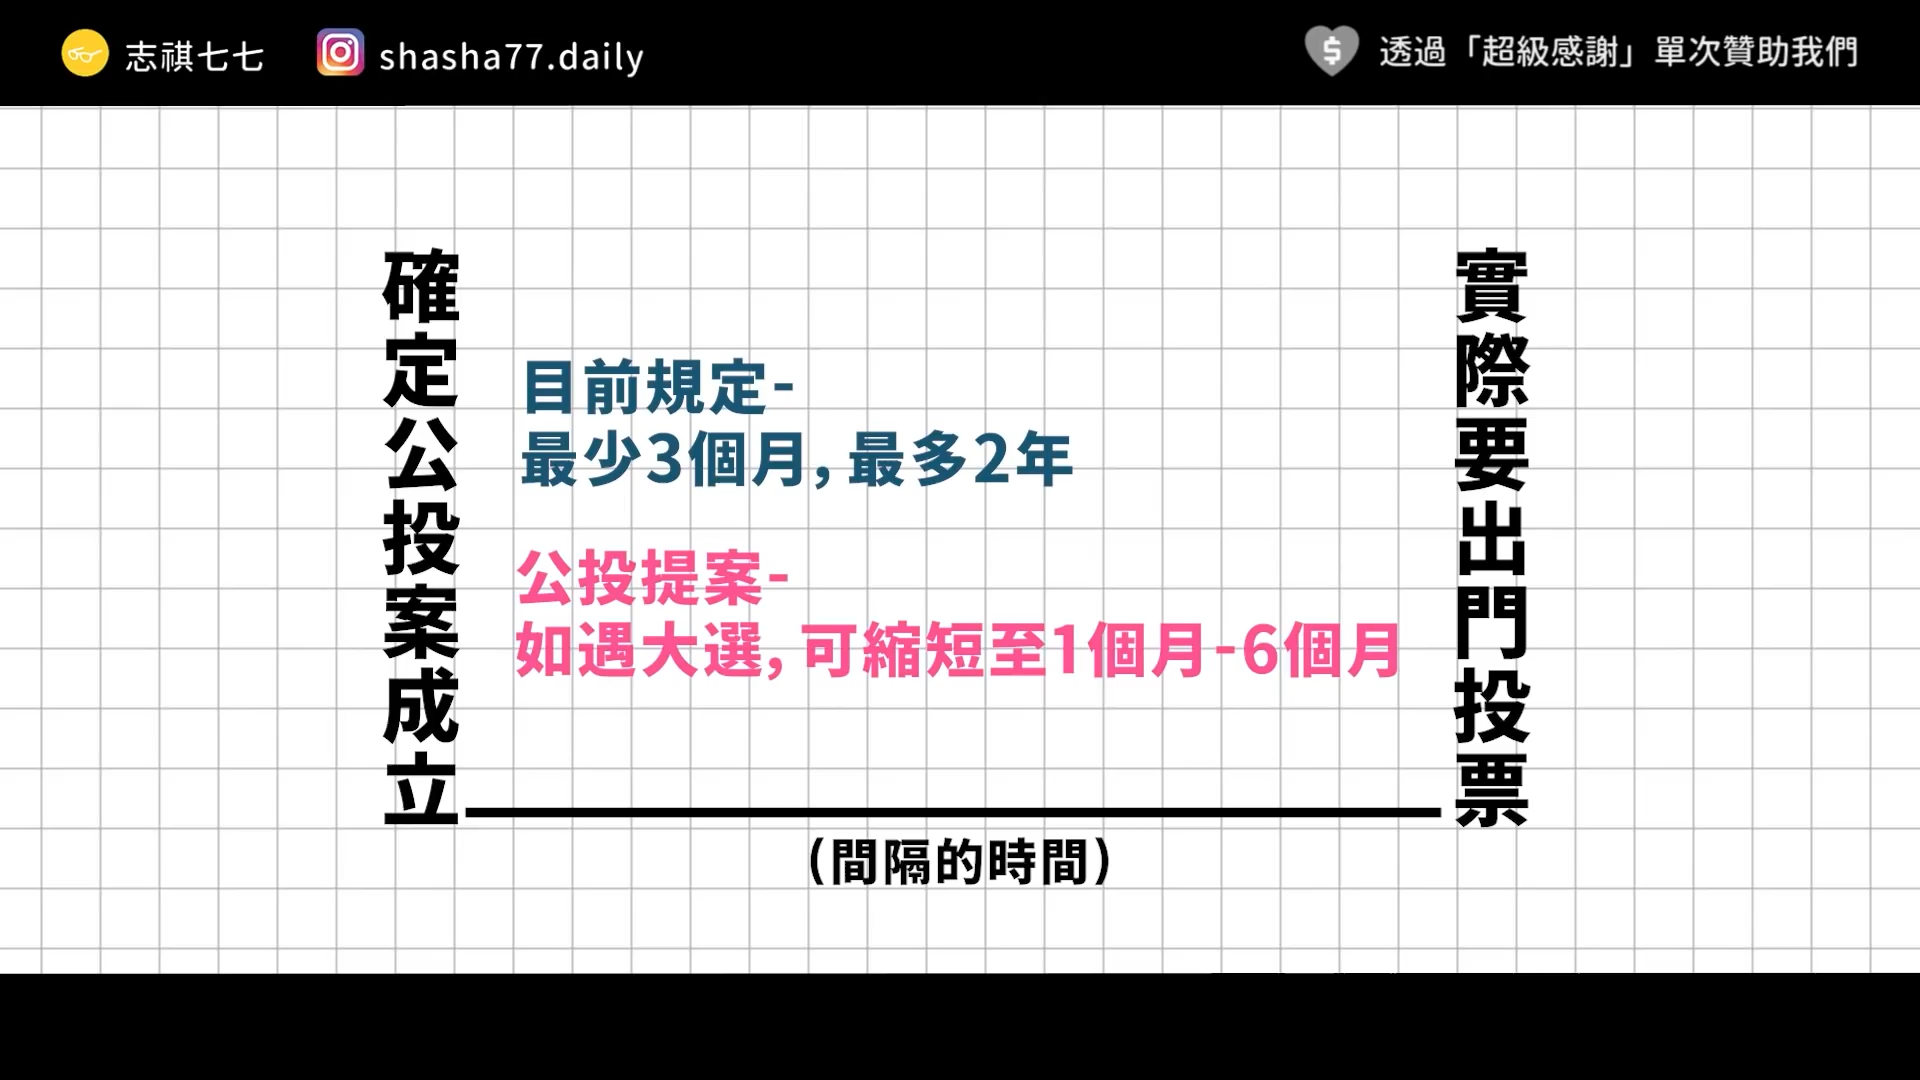 志祺七七
shasha77.daily
透過「超級感謝」單次贊助我們
確定公投案成立
目前規定-
最少3個月,最多2年
公投提案-
如遇大選,可縮短至1個月-6個月
實際要出門投票
(間隔的時間)